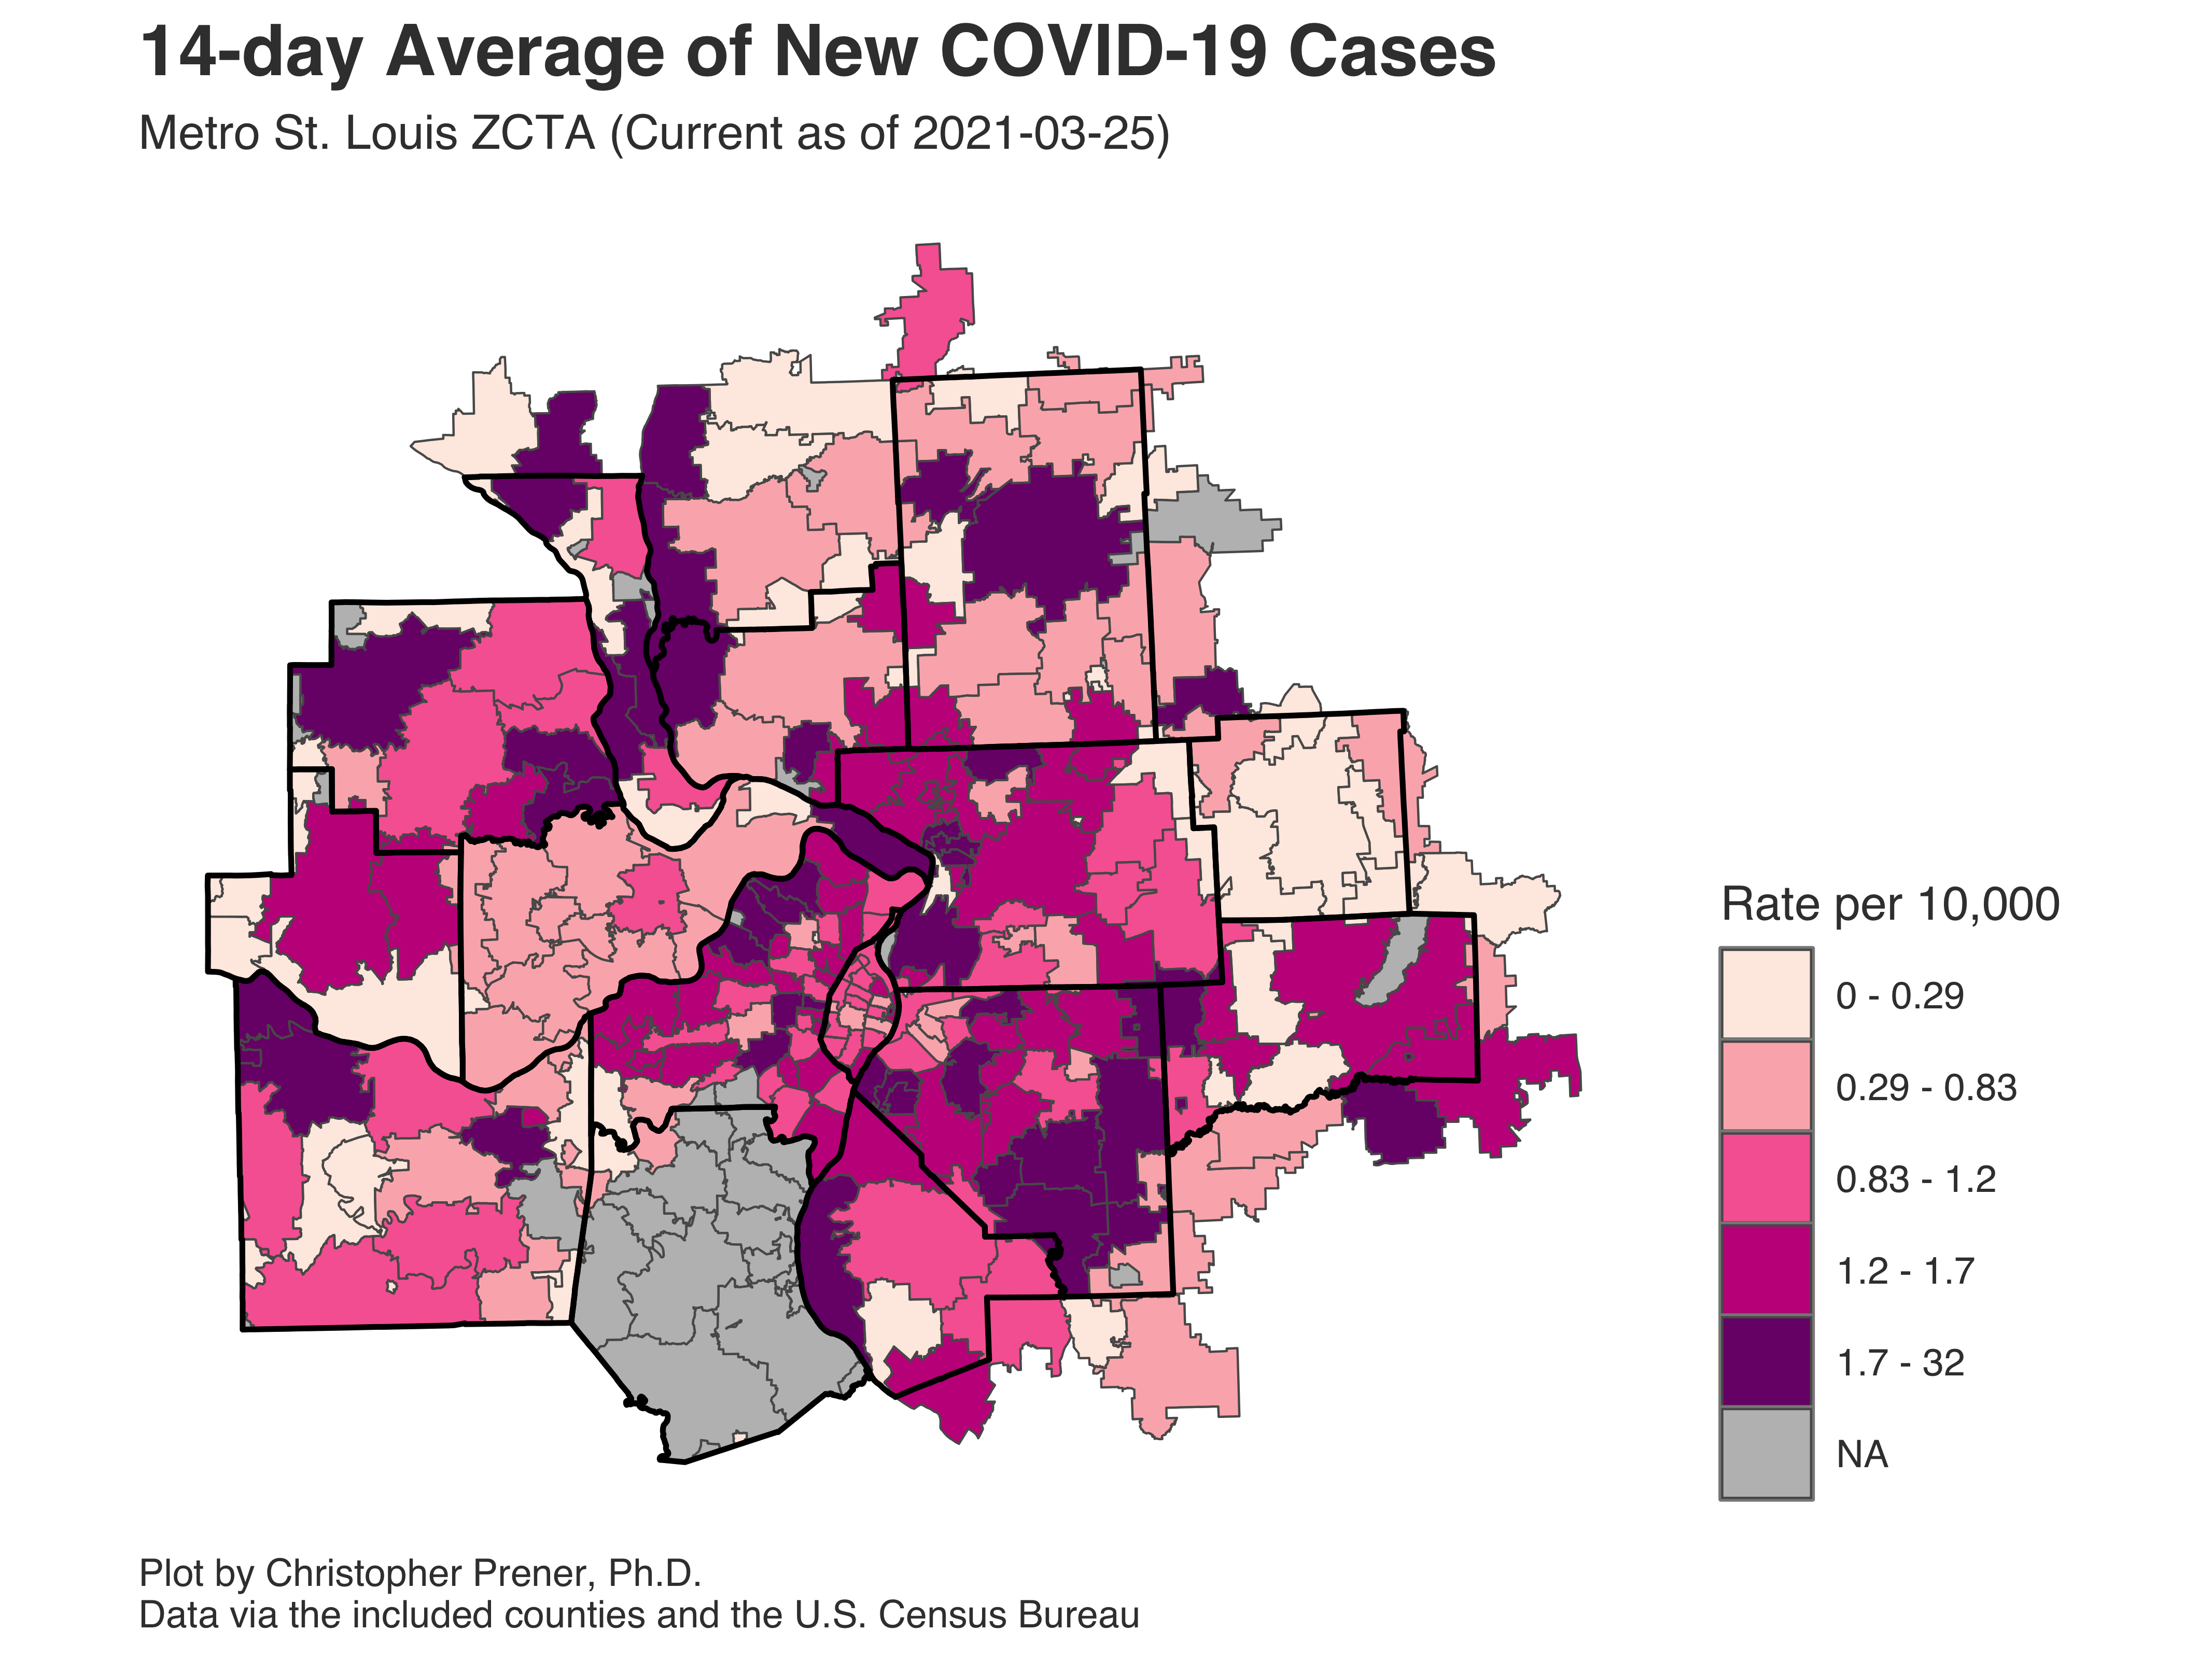 14-day Average of New COVID-19 Cases
Metro St. Louis ZCTA (Current as of 2021-03-25)
Rate per 10,000
0 - 0.29
0.29 - 0.83
0.83 - 1.2
1.2 - 1.7
1.7 - 32
NA
Plot by Christopher Prener, Ph.D.
Data via the included counties and the U.S. Census Bureau